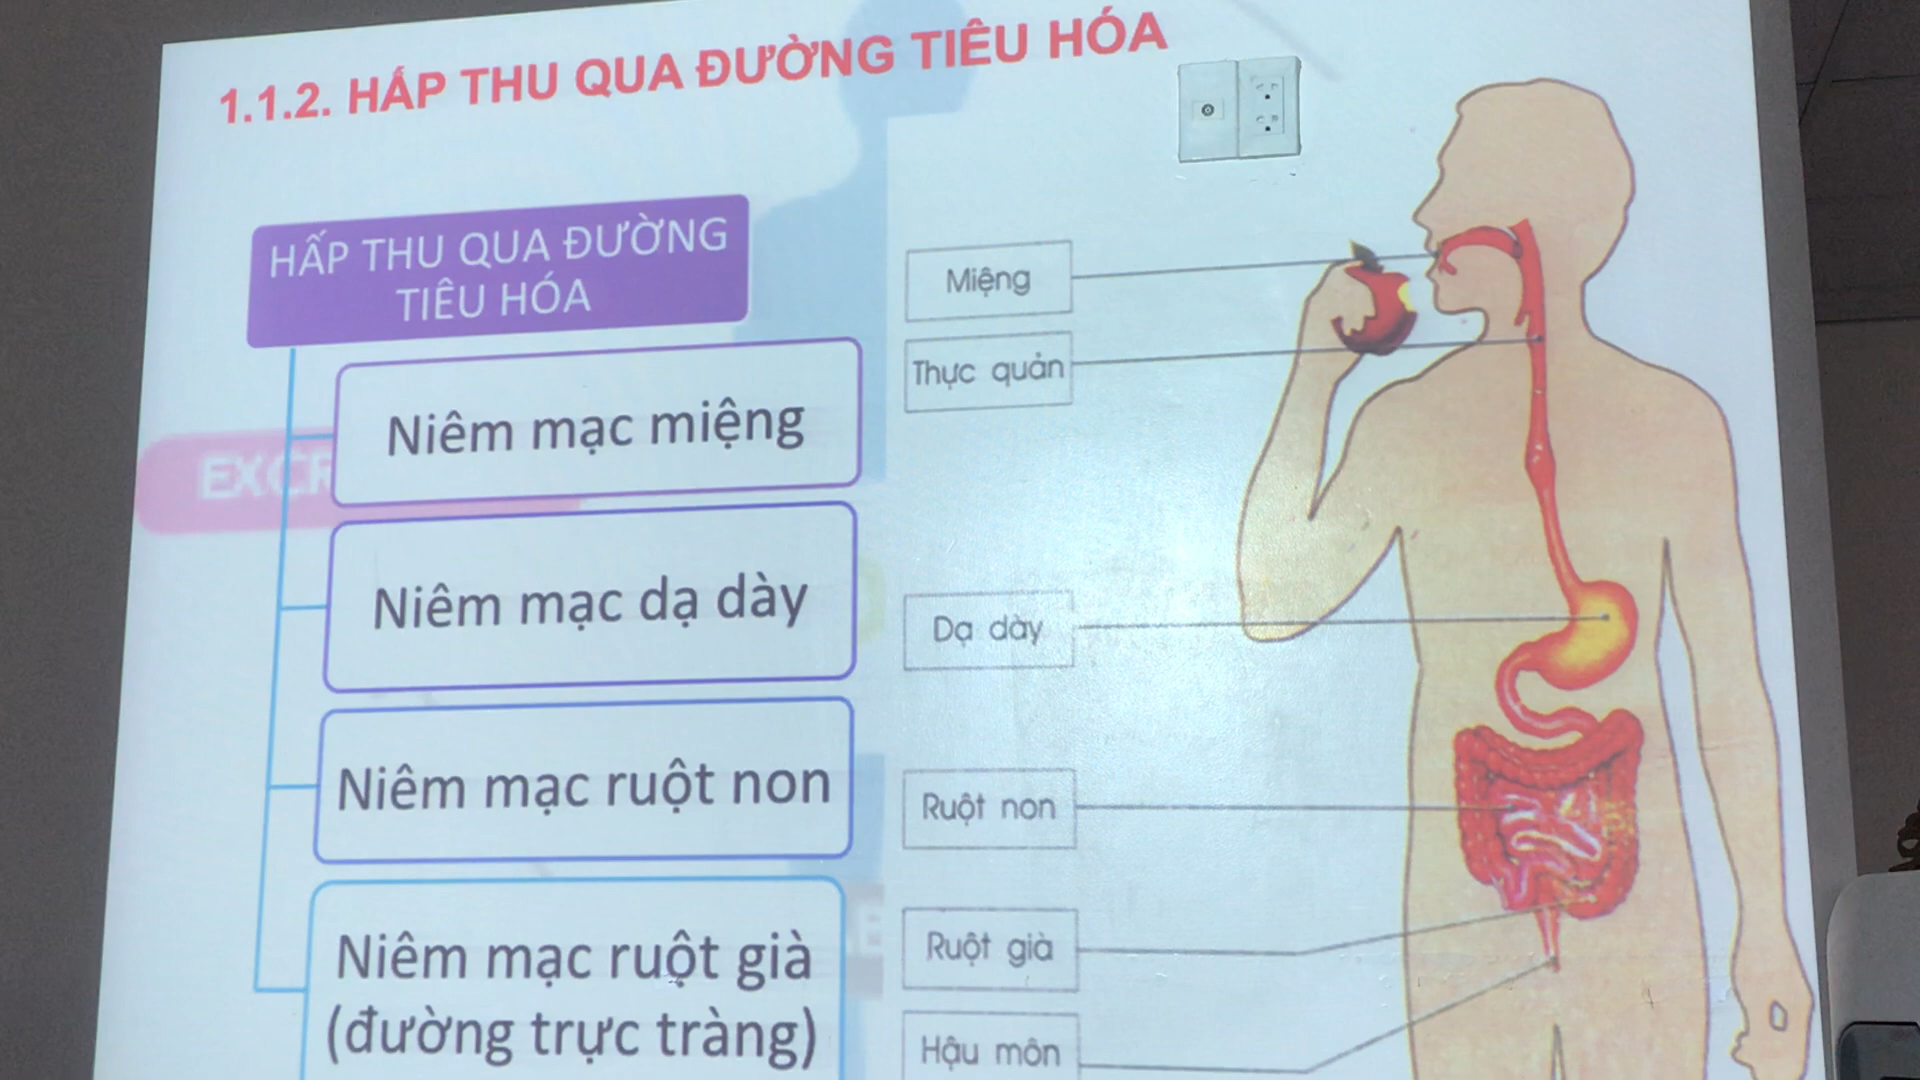 1.1.2. HẤP THU QUA ĐƯỜNG TIÊU HÓA
HẤP THU QUA ĐƯỜNG
TIÊU HÓA
EXCR
Niêm mạc miệng
Niêm mạc dạ dày
Niêm mạc ruột non
Niêm mạc ruột già
(đường trực tràng)
Miệng
Thực quản
Dạ dày
Ruột non
Ruột già
Hậu môn